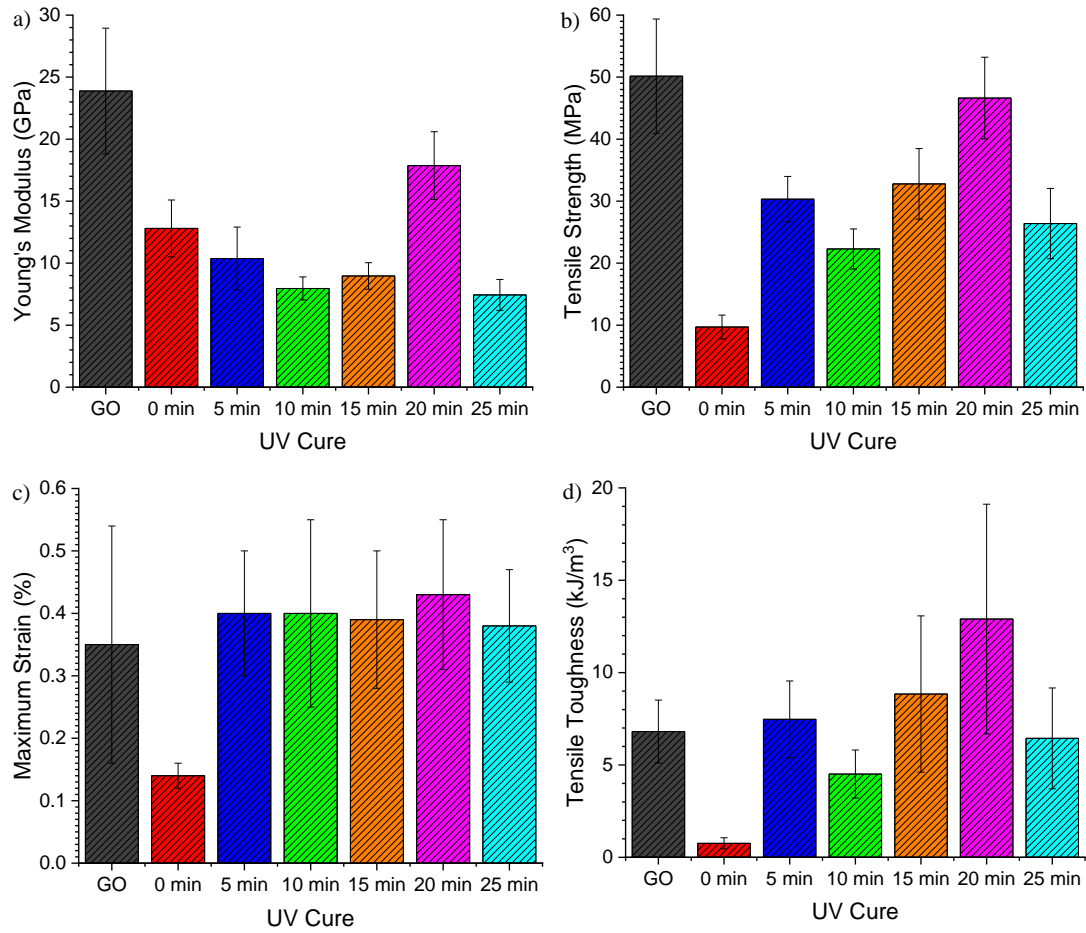 a)
Young's Modulus (GPa)
30
25
20
15
10
5
0
GO 0 min 5 min 10 min 15 min 20 min 25 min
UV Cure
b)
Tensile Strength (MPa)
60
50
40
30
20
10
0
GO 0 min 5 min 10 min 15 min 20 min 25 min
UV Cure
c)
Maximum Strain (%)
0.6
0.5
0.4
0.3
0.2
0.1
0.0
GO 0 min 5 min 10 min 15 min 20 min 25 min
UV Cure
d)
Tensile Toughness (kJ/m³)
20
15
10
5
0
GO 0 min 5 min 10 min 15 min 20 min 25 min
UV Cure